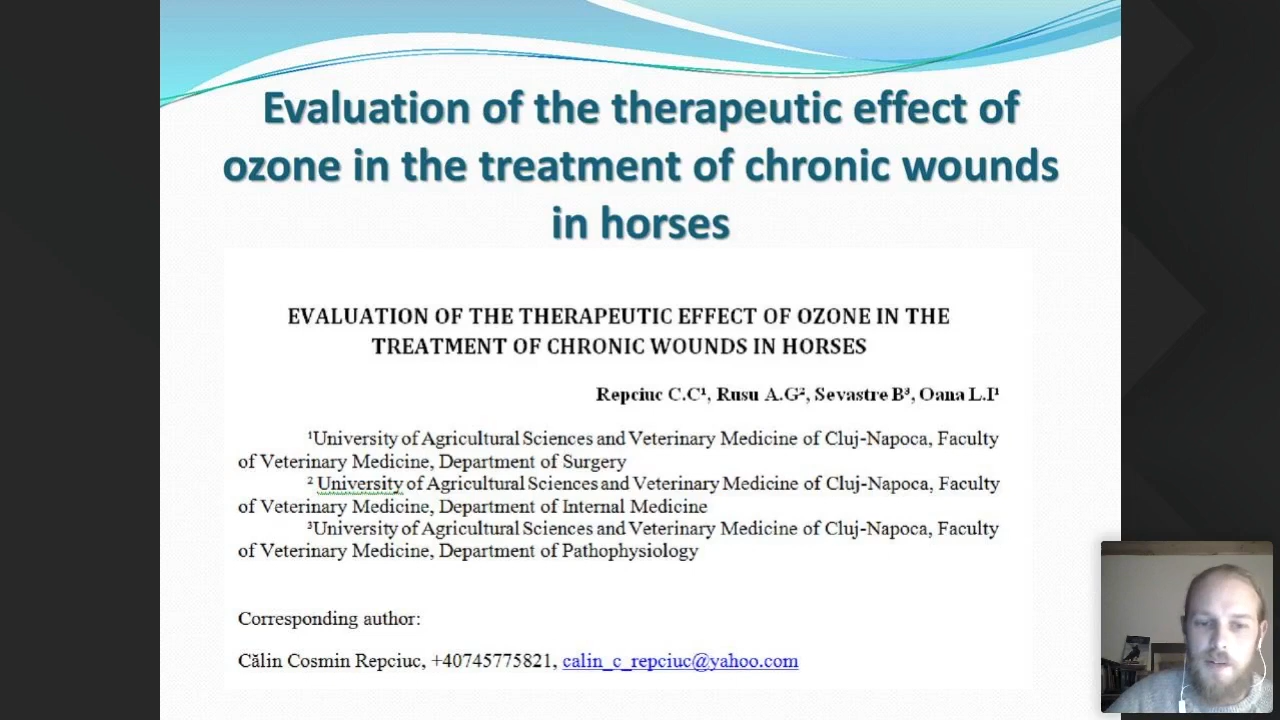 Evaluation of the therapeutic effect of
ozone in the treatment of chronic wounds
in horses
EVALUATION OF THE THERAPEUTIC EFFECT OF OZONE IN THE
TREATMENT OF CHRONIC WOUNDS IN HORSES
Repciuc C.C¹, Rusu A.G², Sevastre B³, Oana L.I¹
¹University of Agricultural Sciences and Veterinary Medicine of Cluj-Napoca, Faculty
of Veterinary Medicine, Department of Surgery
² University of Agricultural Sciences and Veterinary Medicine of Cluj-Napoca, Faculty
of Veterinary Medicine, Department of Internal Medicine
³University of Agricultural Sciences and Veterinary Medicine of Cluj-Napoca, Faculty
of Veterinary Medicine, Department of Pathophysiology
Corresponding author:
Călin Cosmin Repciuc, +40745775821, calin_c_repciuc@yahoo.com